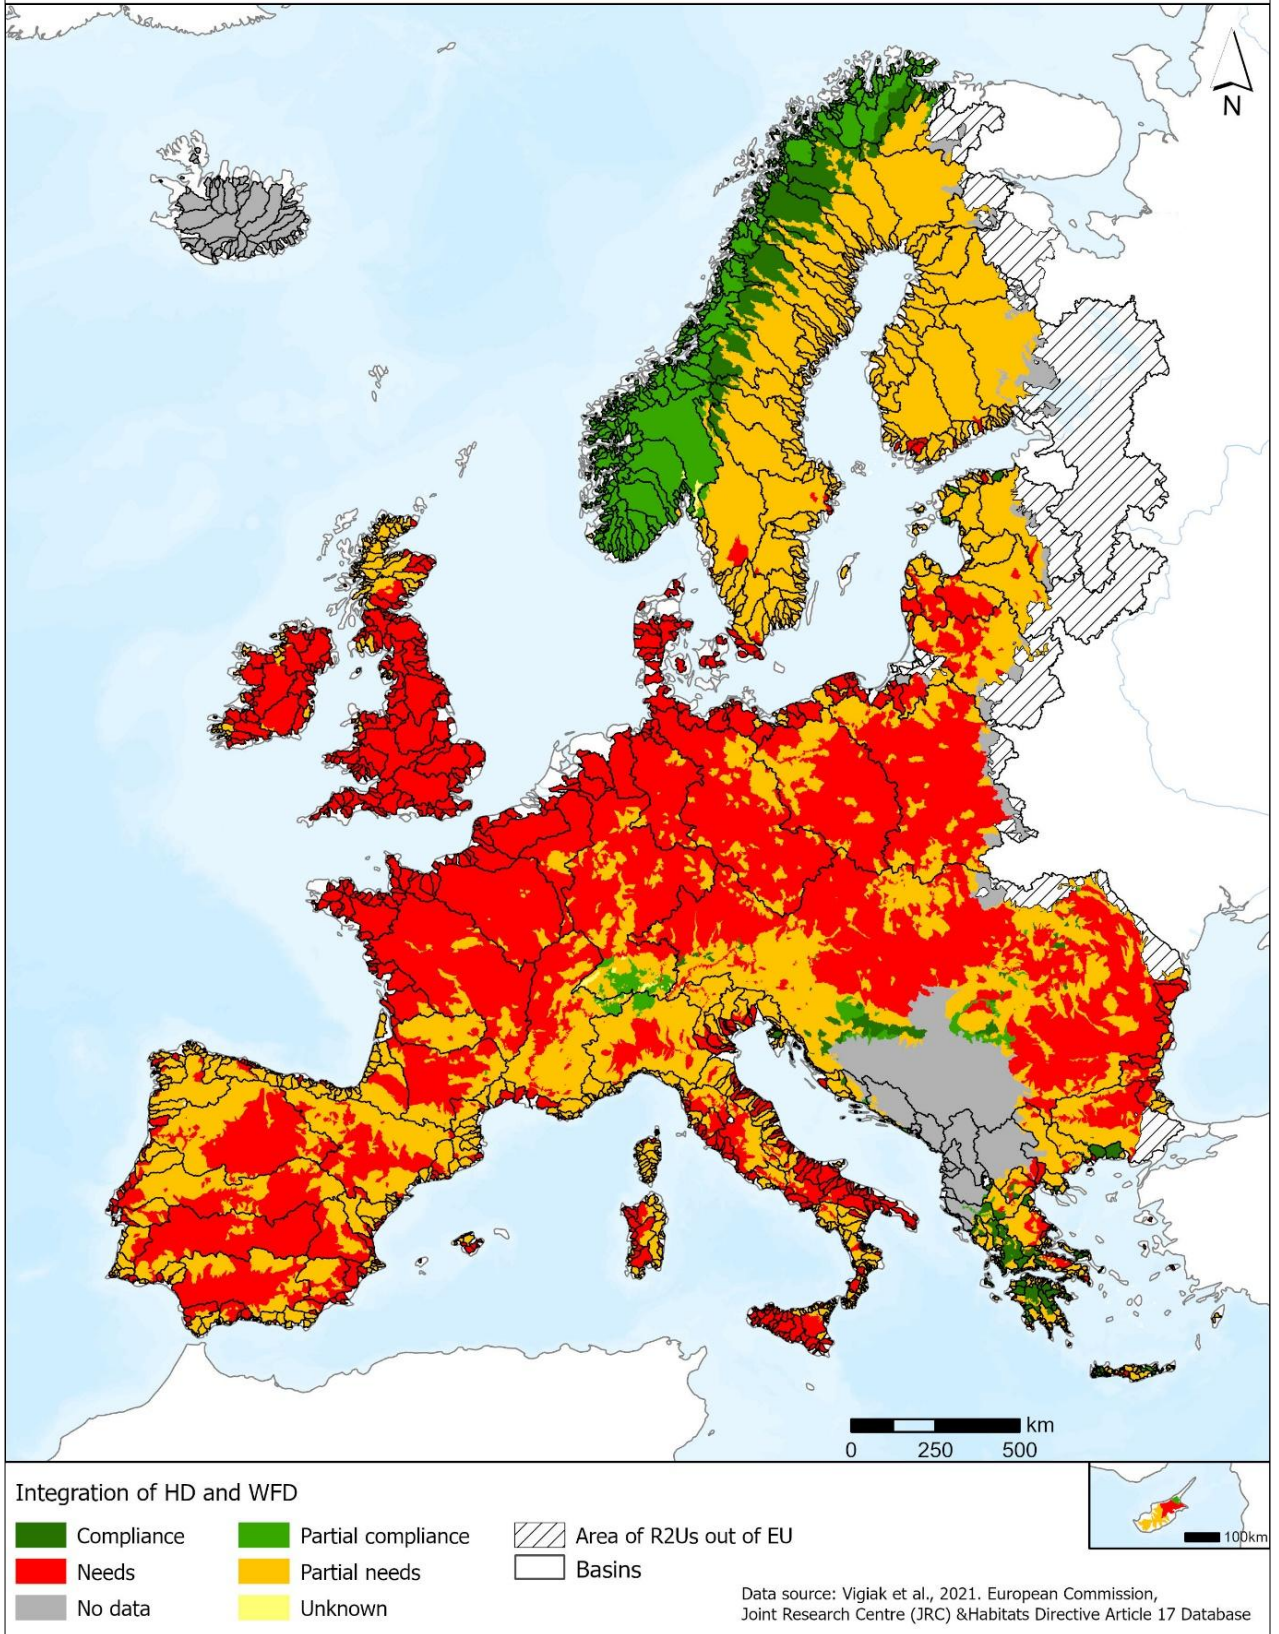 N
km
0 250 500
100km
Integration of HD and WFD
Compliance
Partial compliance
Area of R2Us out of EU
Needs
Partial needs
Basins
No data
Unknown
Data source: Vigiak et al., 2021. European Commission,
Joint Research Centre (JRC) &Habitats Directive Article 17 Database